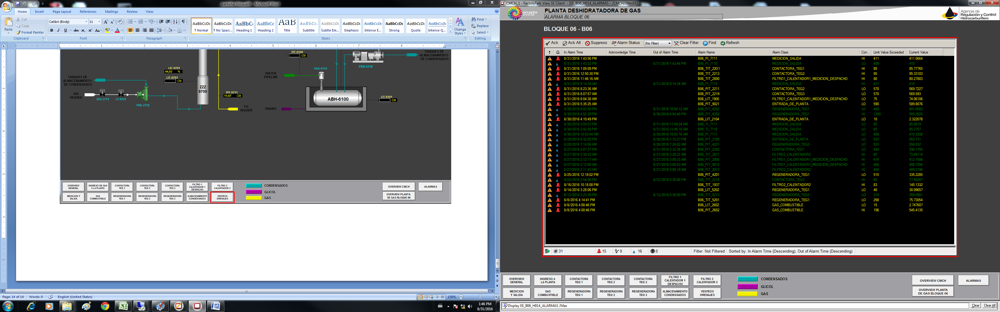 pantallas bloque06 - Microsoft Word
Home Insert Page Layout References Mailings Review View
Paste
Cut
Copy
Format Painter
Clipboard
Calibri (Body) 11
Font
Paragraph
AaBbCcDc AaBbCcDc AaBbC AaBbCc AaB AaBbCc. AaBbCcDc AaBbCcDc AaBbCcDc AaBbCcDc AaBbCcDc AaBbCcDc
¶ Normal ¶ No Spaci... Heading 1 Heading 2 Title Subtitle Subtle Em... Emphasis Intense E... Strong Quote Intense Q...
Change Styles
Styles
Find
Replace
Select
Editing
TANQUES DE
ALMACENAMIENTO
DE CONDENSADOS
AIR
HEADER
SDV-2711
LY-9701
PBA-2710
LIC-9701
44,92 %
LIT-9702
CM
ZZZ
9700
PIT-9711
11,67 CM
FG
HEADER
PIT-6100
CM
WATER
PIPELINE
PAX-6115
PBH-6110
TANQUES DE
ALMACENAMIENTO
DE CONDENSADOS
ABH-6100
LIT-6101
CM
DRAINS
OVERVIEW GENERAL
INGRESO DE GAS A LA PLANTA
CONTACTORA TEG 1
CONTACTORA TEG 2
CONTACTORA TEG 3
FILTRO 1 CALENTADOR 1 DESPACHO
FILTRO 2 CALENTADOR 2
MEDICION Y SALIDA
GAS COMBUSTIBLE
REGENERADORA TEG 1
REGENERADORA TEG 2
REGENERADORA TEG 3
ALMACENAMIENTO CONDENSADOS
VENTEOS DRENAJES
CONDENSADOS
GLICOL
GAS
OVERVIEW CMCH
OVERVIEW PLANTA DE GAS BLOQUE 06
ALARMAS
Page: 14 of 14 Words: 0 English (United States) 150%
1:46 PM
8/31/2016
CMCH_1 - FactoryTalk View SE Client - [EE_B06_H014_ALARMAS - /CMCH//HmiEE]
ecuador
ama la vida
PLANTA DESHIDRATADORA DE GAS
ALARMA BLOQUE 06
Agencia de
Regulación y Control
Hidrocarburífero
BLOQUE 06 - B06
Ack Ack All Suppress Alarm Status (No Filter) Clear Filter Find Refresh
! In Alarm Time Acknowledge Time Out of Alarm Time Alarm Name Alarm Class Con... Limit Value Exceeded Current Value
8/31/2016 1:43:56 PM B06_PI_7111 MEDICION_SALIDA HI 411 411.0664
8/31/2016 1:43:32 PM 8/31/2016 1:43:46 PM B06_PI_7110 MEDICION_SALIDA LO 409 410
8/31/2016 1:05:09 PM B06_TIT_2201 CONTACTORA_TEG1 HI 85 85.77765
8/31/2016 12:50:30 PM B06_TIT_2213 CONTACTORA_TEG2 HI 95 95.33103
8/31/2016 11:46:16 AM B06_TIT_2800 FILTRO1_CALENTADOR1_MEDICION_DESPACHO HI 80 80.27803
8/31/2016 9:14:24 AM 8/31/2016 9:14:34 AM B06_PI_7110 MEDICION_SALIDA HI 411 410
8/31/2016 8:23:36 AM B06_PIT_2211 CONTACTORA_TEG2 LO 570 569.7227
8/31/2016 8:07:57 AM B06_PIT_2219 CONTACTORA_TEG3 LO 570 569.593
8/31/2016 8:04:38 AM B06_LIT_1900 FILTRO1_CALENTADOR1_MEDICION_DESPACHO LO 75 74.06106
8/31/2016 5:35:25 AM B06_PIT_9021 ENTRADA_DE_PLANTA LO 590 589.8076
8/30/2016 8:03:59 PM 8/31/2016 10:54:12 AM B06_PIT_4202 REGENERADORA_TEG1 LO 469 491.0502
8/30/2016 4:52:39 PM 8/30/2016 4:54:40 PM B06_PIT_4202 REGENERADORA_TEG1 HI 1250 559.2025
8/30/2016 4:10:49 PM B06_LIT_2104 ENTRADA_DE_PLANTA LO 10 2.322078
8/30/2016 3:55:57 PM 8/31/2016 11:58:24 AM B06_TI_7111 MEDICION_SALIDA LO 85 85.9919
8/30/2016 3:42:38 PM 8/31/2016 11:48:16 AM B06_TI_7110 MEDICION_SALIDA LO 85 85.2707
8/30/2016 10:03:04 AM 8/30/2016 10:03:16 AM B06_PI_7111 MEDICION_SALIDA LO 409 410.3208
8/29/2016 6:32:55 PM 8/30/2016 1:15:27 PM B06_PIT_2100 ENTRADA_DE_PLANTA LO 553 553.731
8/28/2016 7:14:06 AM 8/28/2016 7:24:02 AM B06_PIT_4221 REGENERADORA_TEG2 LO 523 550.032
8/27/2016 2:07:37 PM 8/31/2016 3:32:38 AM B06_PIT_2202 CONTACTORA_TEG1 LO 592 596.1785
8/27/2016 2:38:23 AM 8/27/2016 3:29:22 AM B06_TIT_2811 FILTRO2_CALENTADOR2 HI 85 73.89114
8/27/2016 2:12:17 AM 8/27/2016 3:08:33 AM B06_PIT_2800 FILTRO1_CALENTADOR1_MEDICION_DESPACHO HI 474 412.7598
8/27/2016 2:12:05 AM 8/27/2016 3:08:43 AM B06_PIT_9012 FILTRO1_CALENTADOR1_MEDICION_DESPACHO HI 466 408.7294
8/27/2016 2:11:41 AM 8/27/2016 3:09:10 AM B06_PIT_2813 FILTRO2_CALENTADOR2 HI 450 409.3196
8/25/2016 12:18:02 PM B06_PIT_4201 REGENERADORA_TEG1 LO 515 335.2285
8/22/2016 2:54:56 PM 8/22/2016 5:35:00 PM B06_TIT_2216 CONTACTORA_TEG3 HI 95 77.56287
8/16/2016 10:18:08 PM B06_TIT_1937 FILTRO2_CALENTADOR2 HI 83 145.1332
8/14/2016 3:28:06 PM B06_LIT_5202 REGENERADORA_TEG1 LO 40 30.09657
8/12/2016 3:23:39 PM 8/12/2016 5:39:00 PM B06_TIT_5213 REGENERADORA_TEG2 LO 315 359.0981
8/8/2016 4:14:41 PM B06_TIT_5201 REGENERADORA_TEG1 LO 298 75.73054
8/8/2016 4:00:46 PM B06_LIT_2602 GAS_COMBUSTIBLE LO 15 2.747607
8/8/2016 4:00:46 PM B06_PIT_2602 GAS_COMBUSTIBLE HI 196 545.4135
31 15 0 16 0 Filter: Not Filtered Sorted by: In Alarm Time (Descending), Out of Alarm Time (Descending)
OVERVIEW GENERAL
INGRESO A LA PLANTA
CONTACTORA TEG 1
CONTACTORA TEG 2
CONTACTORA TEG 3
FILTRO 1 CALENTADOR 1 DESPACHO
FILTRO 2 CALENTADOR 2
MEDICION Y SALIDA
GAS COMBUSTIBLE
REGENERADORA TEG 1
REGENERADORA TEG 2
REGENERADORA TEG 3
ALMACENAMIENTO CONDENSADOS
VENTEOS DRENAJES
CONDENSADOS
GLICOL
GAS
OVERVIEW CMCH
OVERVIEW PLANTA DE GAS BLOQUE 06
ALARMAS
Display EE_B06_H014_ALARMAS /Max
Clear Clear All